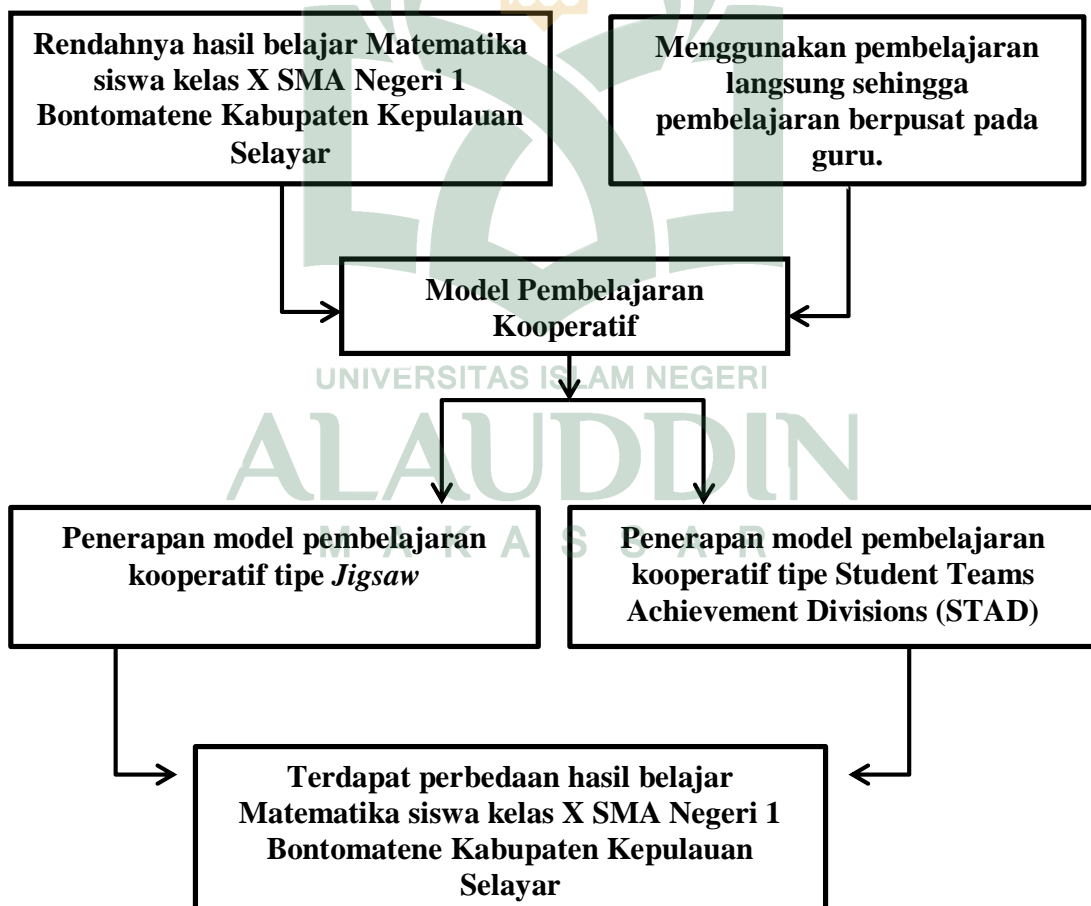 Rendahnya hasil belajar Matematika
siswa kelas X SMA Negeri 1
Bontomatene Kabupaten Kepulauan
Selayar
Menggunakan pembelajaran
langsung sehingga
pembelajaran berpusat pada
guru.
Model Pembelajaran
Kooperatif
UNIVERSITAS ISLAM NEGERI
ALAUDDIN
MAKASSAR
Penerapan model pembelajaran
kooperatif tipe Jigsaw
Penerapan model pembelajaran
kooperatif tipe Student Teams
Achievement Divisions (STAD)
Terdapat perbedaan hasil belajar
Matematika siswa kelas X SMA Negeri 1
Bontomatene Kabupaten Kepulauan
Selayar